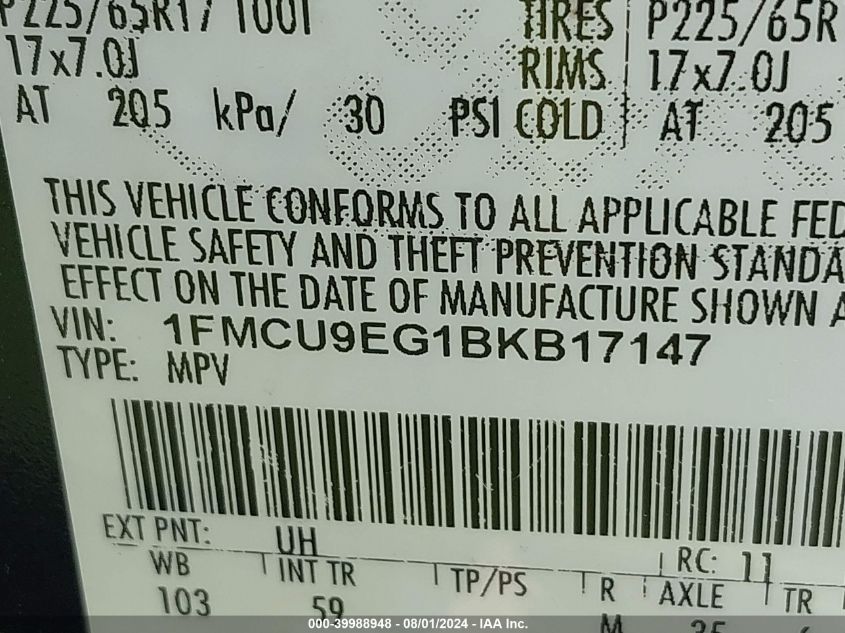 P225/65R17 100T TIRES P225/65R
17x7.0J RIMS 17x7.0J
AT 205 kPa/ 30 PSI COLD AT 205
THIS VEHICLE CONFORMS TO ALL APPLICABLE FED
VEHICLE SAFETY AND THEFT PREVENTION STANDA
EFFECT ON THE DATE OF MANUFACTURE SHOWN A
VIN: 1FMCU9EG1BKB17147
TYPE: MPV
EXT PNT: UH RC: 11
WB INT TR TP/PS R AXLE TR
103 59 M 35 6
000-39988948 - 08/01/2024 - IAA Inc.